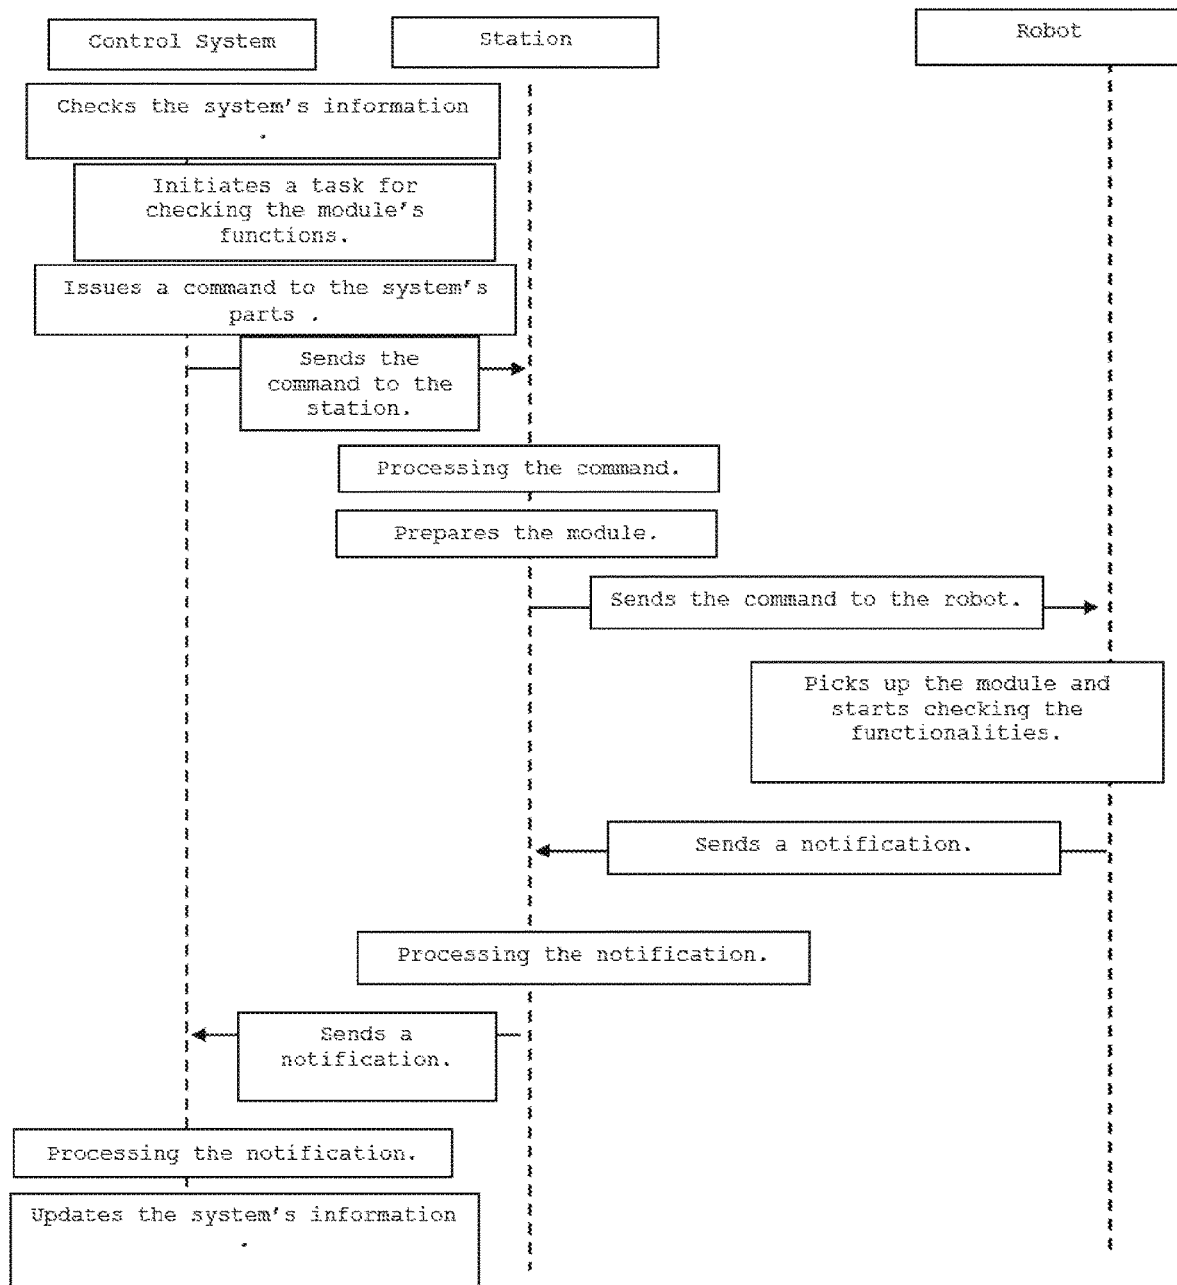 Control System
Station
Robot
Checks the system's information
.
Initiates a task for
checking the module's
functions.
Issues a command to the system's
parts .
Sends the
command to the
station.
Processing the command.
Prepares the module.
Sends the command to the robot.
Picks up the module and
starts checking the
functionalities.
Sends a notification.
Processing the notification.
Sends a
notification.
Processing the notification.
Updates the system's information
.